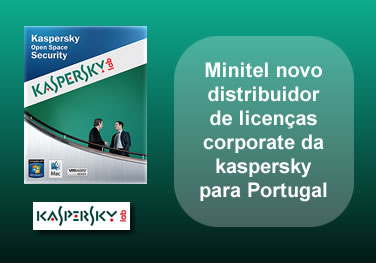 Kaspersky
Open Space
Security
KASPERSKY lab
Mac
vmware
Minitel novo
distribuidor
de licenças
corporate da
kaspersky
para Portugal
KASPERSKY lab